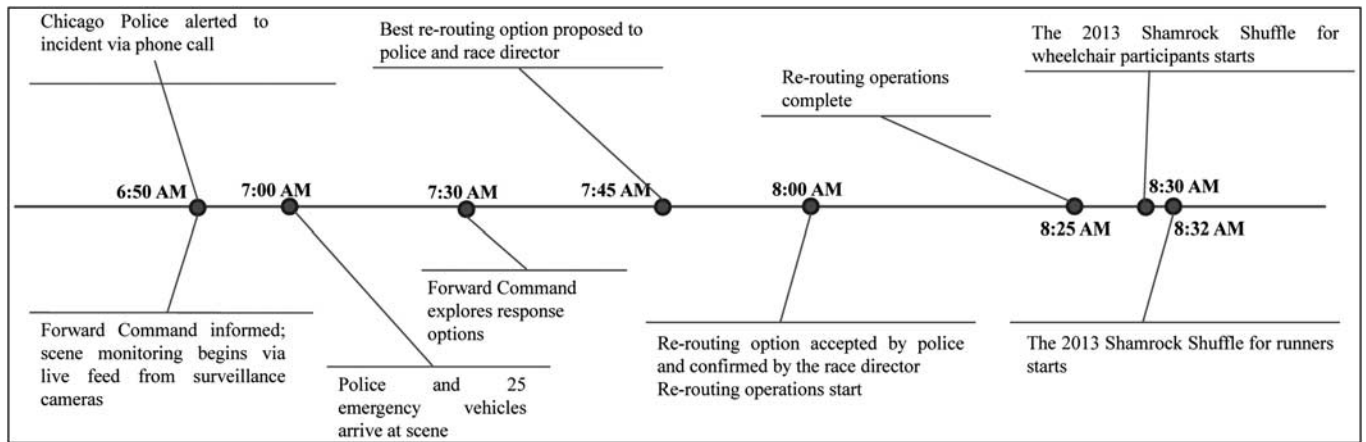 Chicago Police alerted to
incident via phone call
Best re-routing option proposed to
police and race director
The 2013 Shamrock Shuffle for
wheelchair participants starts
Re-routing operations
complete
6:50 AM
7:00 AM
7:30 AM
7:45 AM
8:00 AM
8:30 AM
8:25 AM
8:32 AM
Forward Command informed;
scene monitoring begins via
live feed from surveillance
cameras
Police and 25
emergency vehicles
arrive at scene
Forward Command
explores response
options
Re-routing option accepted by police
and confirmed by the race director
Re-routing operations start
The 2013 Shamrock Shuffle for runners
starts